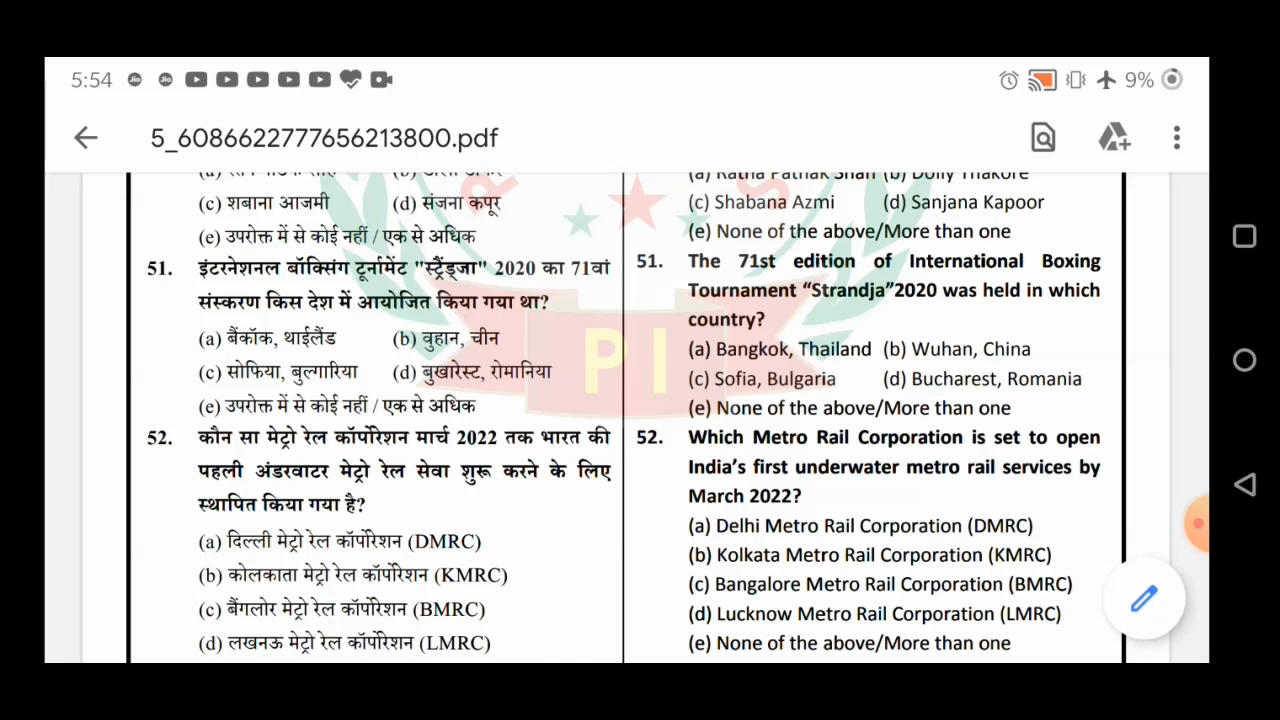 5:54
9%
5_6086622777656213800.pdf
(c) शबाना आजमी (d) संजना कपूर
(e) उपरोक्त में से कोई नहीं / एक से अधिक
51. इंटरनेशनल बॉक्सिंग टूर्नामेंट "स्ट्रैंड्जा" 2020 का 71वां
संस्करण किस देश में आयोजित किया गया था?
(a) बैंकॉक, थाईलैंड (b) वुहान, चीन
(c) सोफिया, बुल्गारिया (d) बुखारेस्ट, रोमानिया
(e) उपरोक्त में से कोई नहीं / एक से अधिक
52. कौन सा मेट्रो रेल कॉर्पोरेशन मार्च 2022 तक भारत की
पहली अंडरवाटर मेट्रो रेल सेवा शुरू करने के लिए
स्थापित किया गया है?
(a) दिल्ली मेट्रो रेल कॉर्पोरेशन (DMRC)
(b) कोलकाता मेट्रो रेल कॉर्पोरेशन (KMRC)
(c) बैंगलोर मेट्रो रेल कॉर्पोरेशन (BMRC)
(d) लखनऊ मेट्रो रेल कॉर्पोरेशन (LMRC)
(a) Ratna Pathak Shah (b) Dolly Thakore
(c) Shabana Azmi (d) Sanjana Kapoor
(e) None of the above/More than one
51. The 71st edition of International Boxing
Tournament “Strandja”2020 was held in which
country?
(a) Bangkok, Thailand (b) Wuhan, China
(c) Sofia, Bulgaria (d) Bucharest, Romania
(e) None of the above/More than one
52. Which Metro Rail Corporation is set to open
India’s first underwater metro rail services by
March 2022?
(a) Delhi Metro Rail Corporation (DMRC)
(b) Kolkata Metro Rail Corporation (KMRC)
(c) Bangalore Metro Rail Corporation (BMRC)
(d) Lucknow Metro Rail Corporation (LMRC)
(e) None of the above/More than one
PI